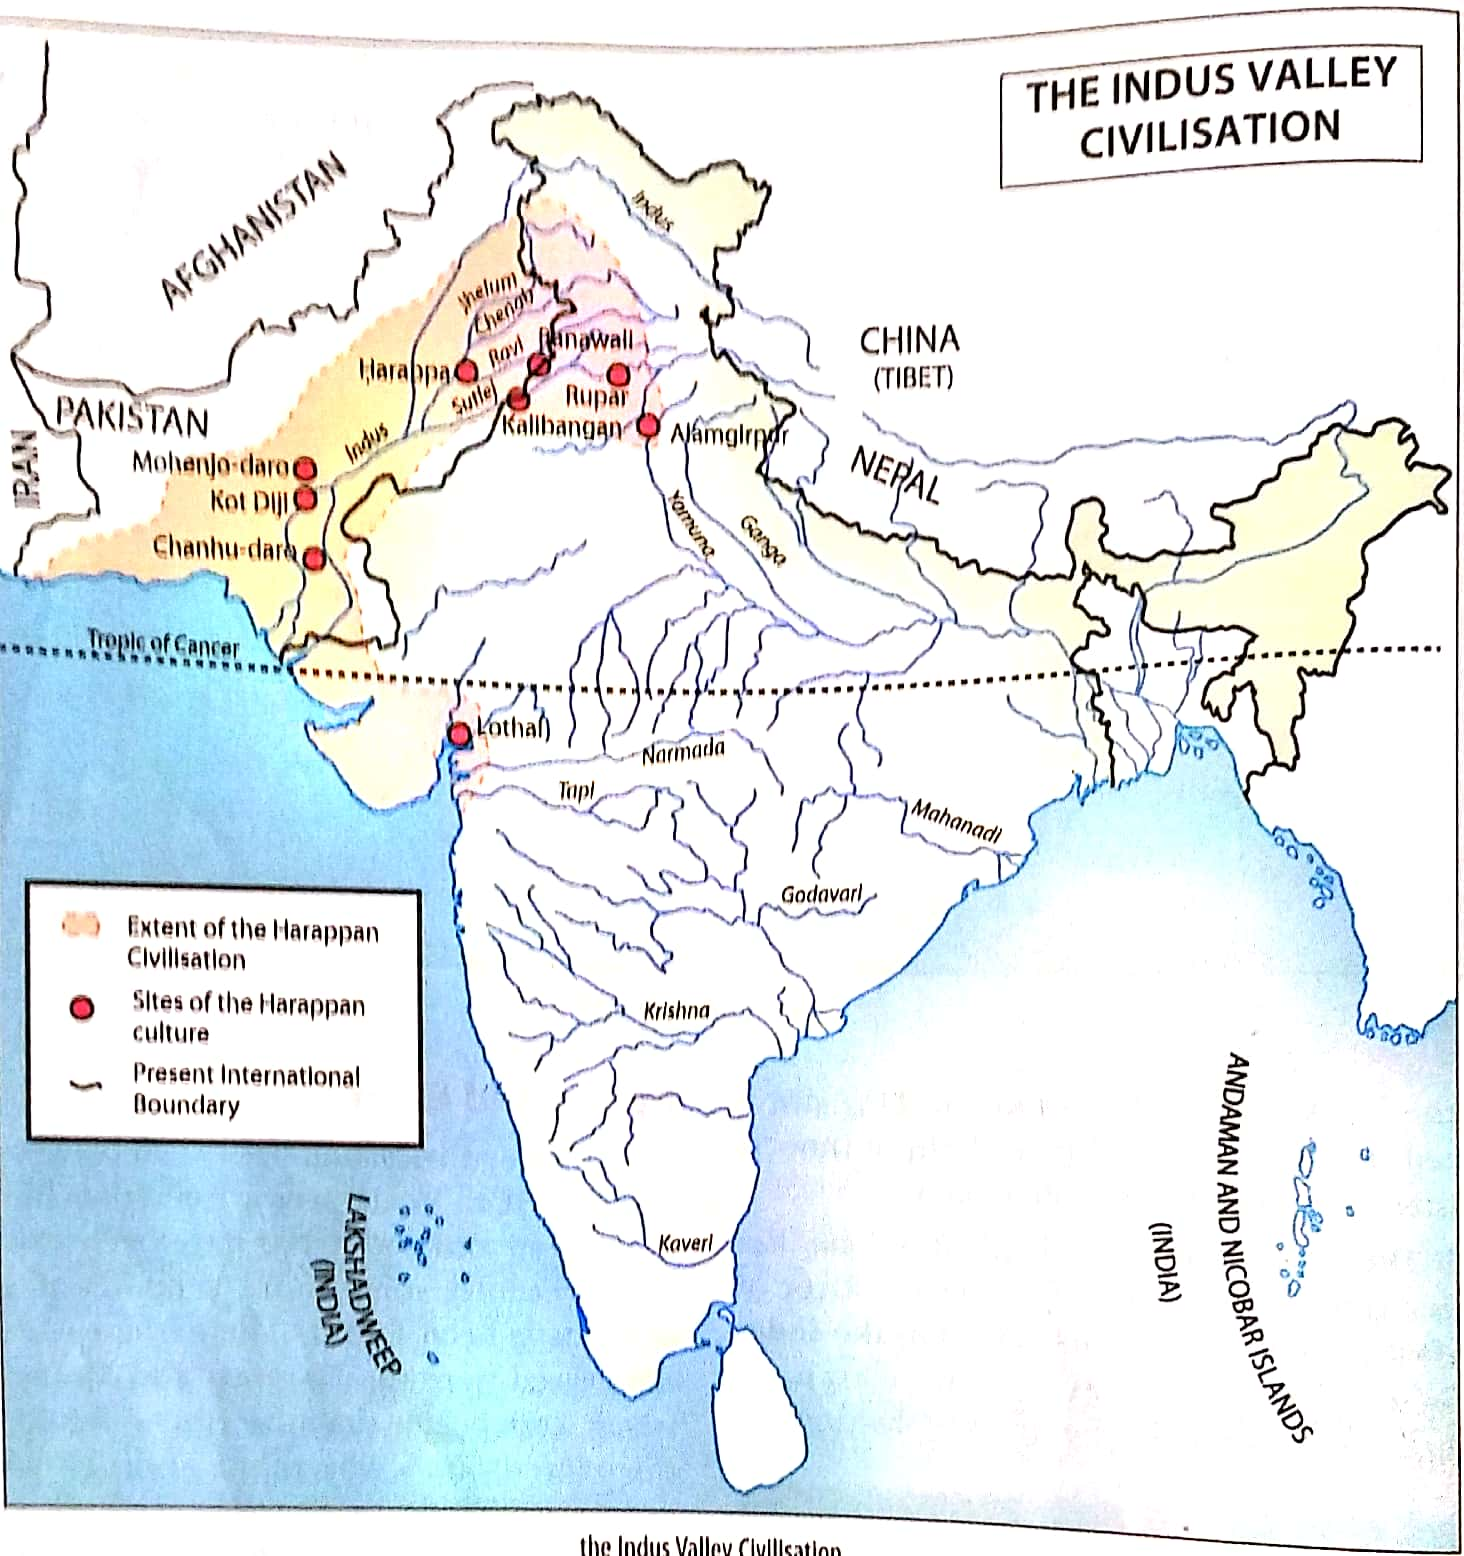 THE INDUS VALLEY
CIVILISATION
AFGHANISTAN
Indus
Jhelum
Chenab
CHINA
(TIBET)
Banawali
Ravi
Harappa
Sutlej
Rupar
PAKISTAN
Kalibangan
Alamgirpur
Indus
IRAN
Mohenjo-daro
Kot Diji
NEPAL
Chanhu-daro
Yamuna
Ganga
Tropic of Cancer
Lothal
Narmada
Tapi
Mahanadi
Godavari
Krishna
Kaveri
Extent of the Harappan
Civilisation
Sites of the Harappan
culture
Present International
Boundary
LAKSHADWEEP
(INDIA)
ANDAMAN AND NICOBAR ISLANDS
(INDIA)
the Indus Valley Civilisation